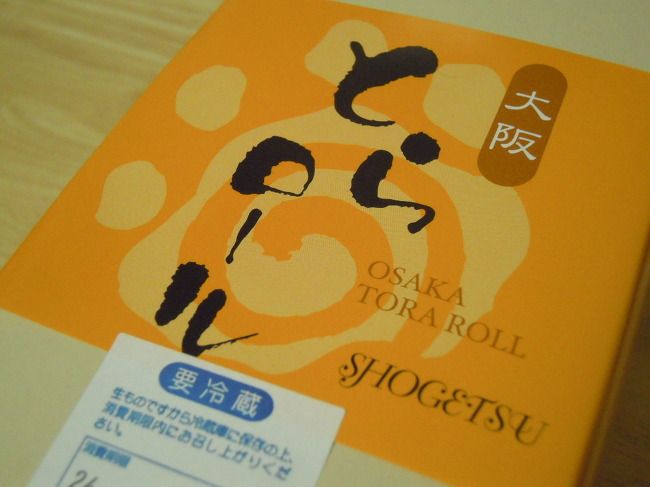 大阪
とら
ロール
OSAKA
TORA ROLL
SHOGETSU
要冷蔵
生ものですから冷蔵庫に保存の上、
消費期限内にお召し上がりくだ
さい。
消費期限
26